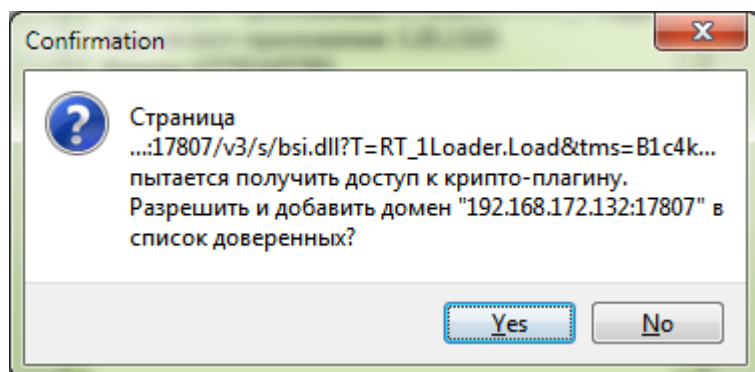 Confirmation
Страница
...:17807/v3/s/bsi.dll?T=RT_1Loader.Load&tms=B1c4k...
пытается получить доступ к крипто-плагину.
Разрешить и добавить домен "192.168.172.132:17807" в
список доверенных?
Yes No